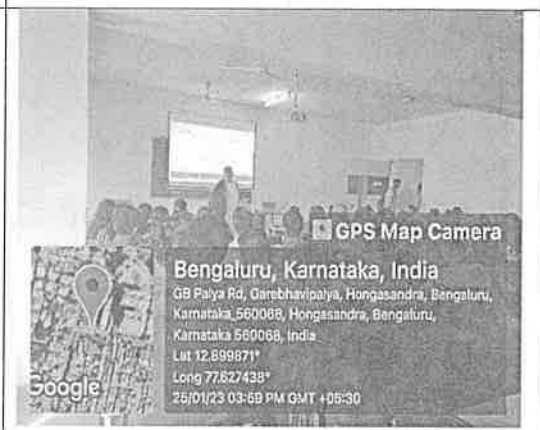 GPS Map Camera
Bengaluru, Karnataka, India
GB Palya Rd, Garebhavipalya, Hongasandra, Bengaluru,
Karnataka 560068, Hongasandra, Bengaluru,
Karnataka 560068, India
Lat 12.899871°
Long 77.627438°
25/01/23 03:59 PM GMT +05:30
Google